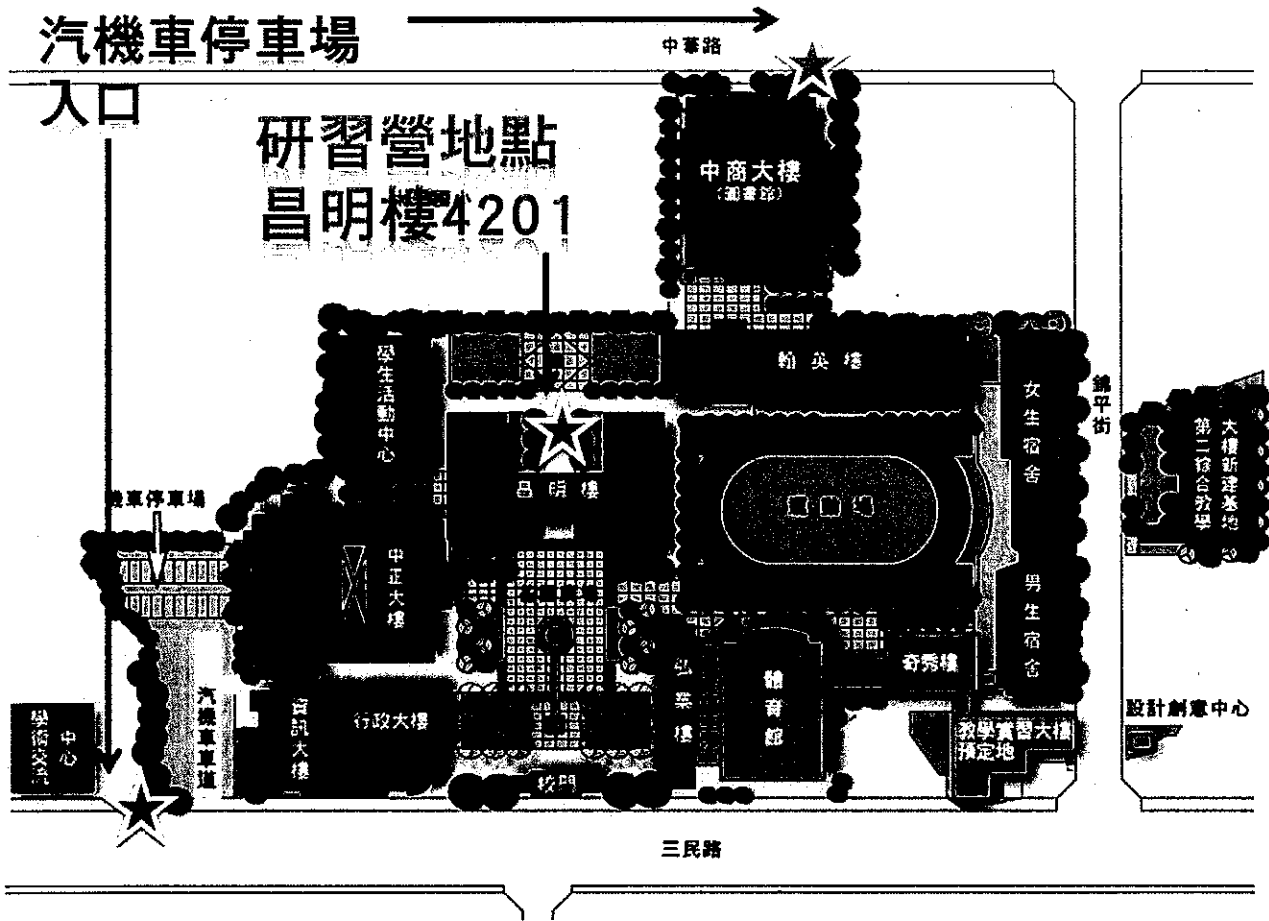 汽機車停車場
入口
中華路
研習營地點
昌明樓4201
中商大樓
(圖書館)
學生活動中心
翰英樓
女生宿舍
錦平街
第二綜合教學
大樓新建基地
昌明樓
機車停車場
中正大樓
男生宿舍
弘業樓
體育館
奇秀樓
汽機車車道
資訊大樓
行政大樓
學術交流
中心
校門
教學實習大樓
預定地
設計創意中心
三民路